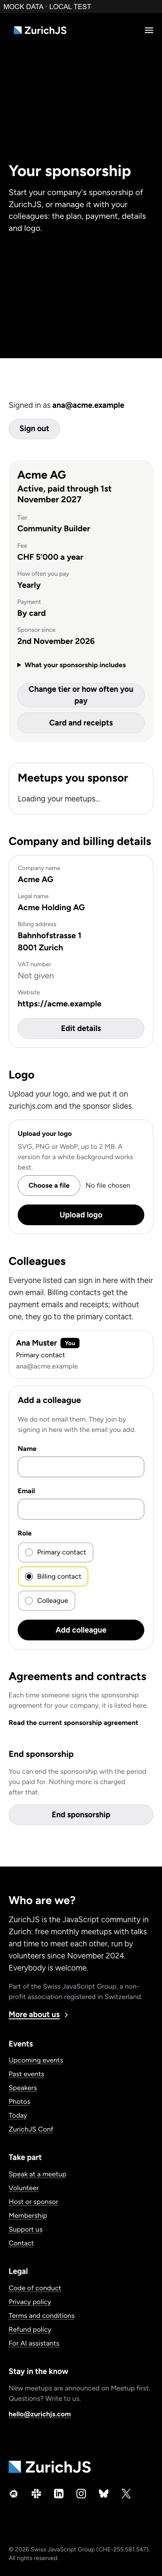 MOCK DATA · LOCAL TEST
ZurichJS
Your sponsorship
Start your company's sponsorship of
ZurichJS, or manage it with your
colleagues: the plan, payment, details
and logo.
Signed in as ana@acme.example
Sign out
Acme AG
Active, paid through 1st
November 2027
Tier
Community Builder
Fee
CHF 5'000 a year
How often you pay
Yearly
Payment
By card
Sponsor since
2nd November 2026
What your sponsorship includes
Change tier or how often you
pay
Card and receipts
Meetups you sponsor
Loading your meetups...
Company and billing details
Company name
Acme AG
Legal name
Acme Holding AG
Billing address
Bahnhofstrasse 1
8001 Zurich
VAT number
Not given
Website
https://acme.example
Edit details
Logo
Upload your logo, and we put it on
zurichjs.com and the sponsor slides.
Upload your logo
SVG, PNG or WebP, up to 2 MB. A
version for a white background works
best.
Choose a file No file chosen
Upload logo
Colleagues
Everyone listed can sign in here with their
own email. Billing contacts get the
payment emails and receipts; without
one, they go to the primary contact.
Ana Muster You
Primary contact
ana@acme.example
Add a colleague
We do not email them. They join by
signing in here with the email you add.
Name
Email
Role
Primary contact
Billing contact
Colleague
Add colleague
Agreements and contracts
Each time someone signs the sponsorship
agreement for your company, it is listed here.
Read the current sponsorship agreement
End sponsorship
You can end the sponsorship with the period
you paid for. Nothing more is charged
after that.
End sponsorship
Who are we?
ZurichJS is the JavaScript community in
Zurich: free monthly meetups with talks
and time to meet each other, run by
volunteers since November 2024.
Everybody is welcome.
Part of the Swiss JavaScript Group, a non-
profit association registered in Switzerland.
More about us
Events
Upcoming events
Past events
Speakers
Photos
Today
ZurichJS Conf
Take part
Speak at a meetup
Volunteer
Host or sponsor
Membership
Support us
Contact
Legal
Code of conduct
Privacy policy
Terms and conditions
Refund policy
For AI assistants
Stay in the know
New meetups are announced on Meetup first.
Questions? Write to us.
hello@zurichjs.com
ZurichJS
© 2026 Swiss JavaScript Group (CHE-255.581.547).
All rights reserved.